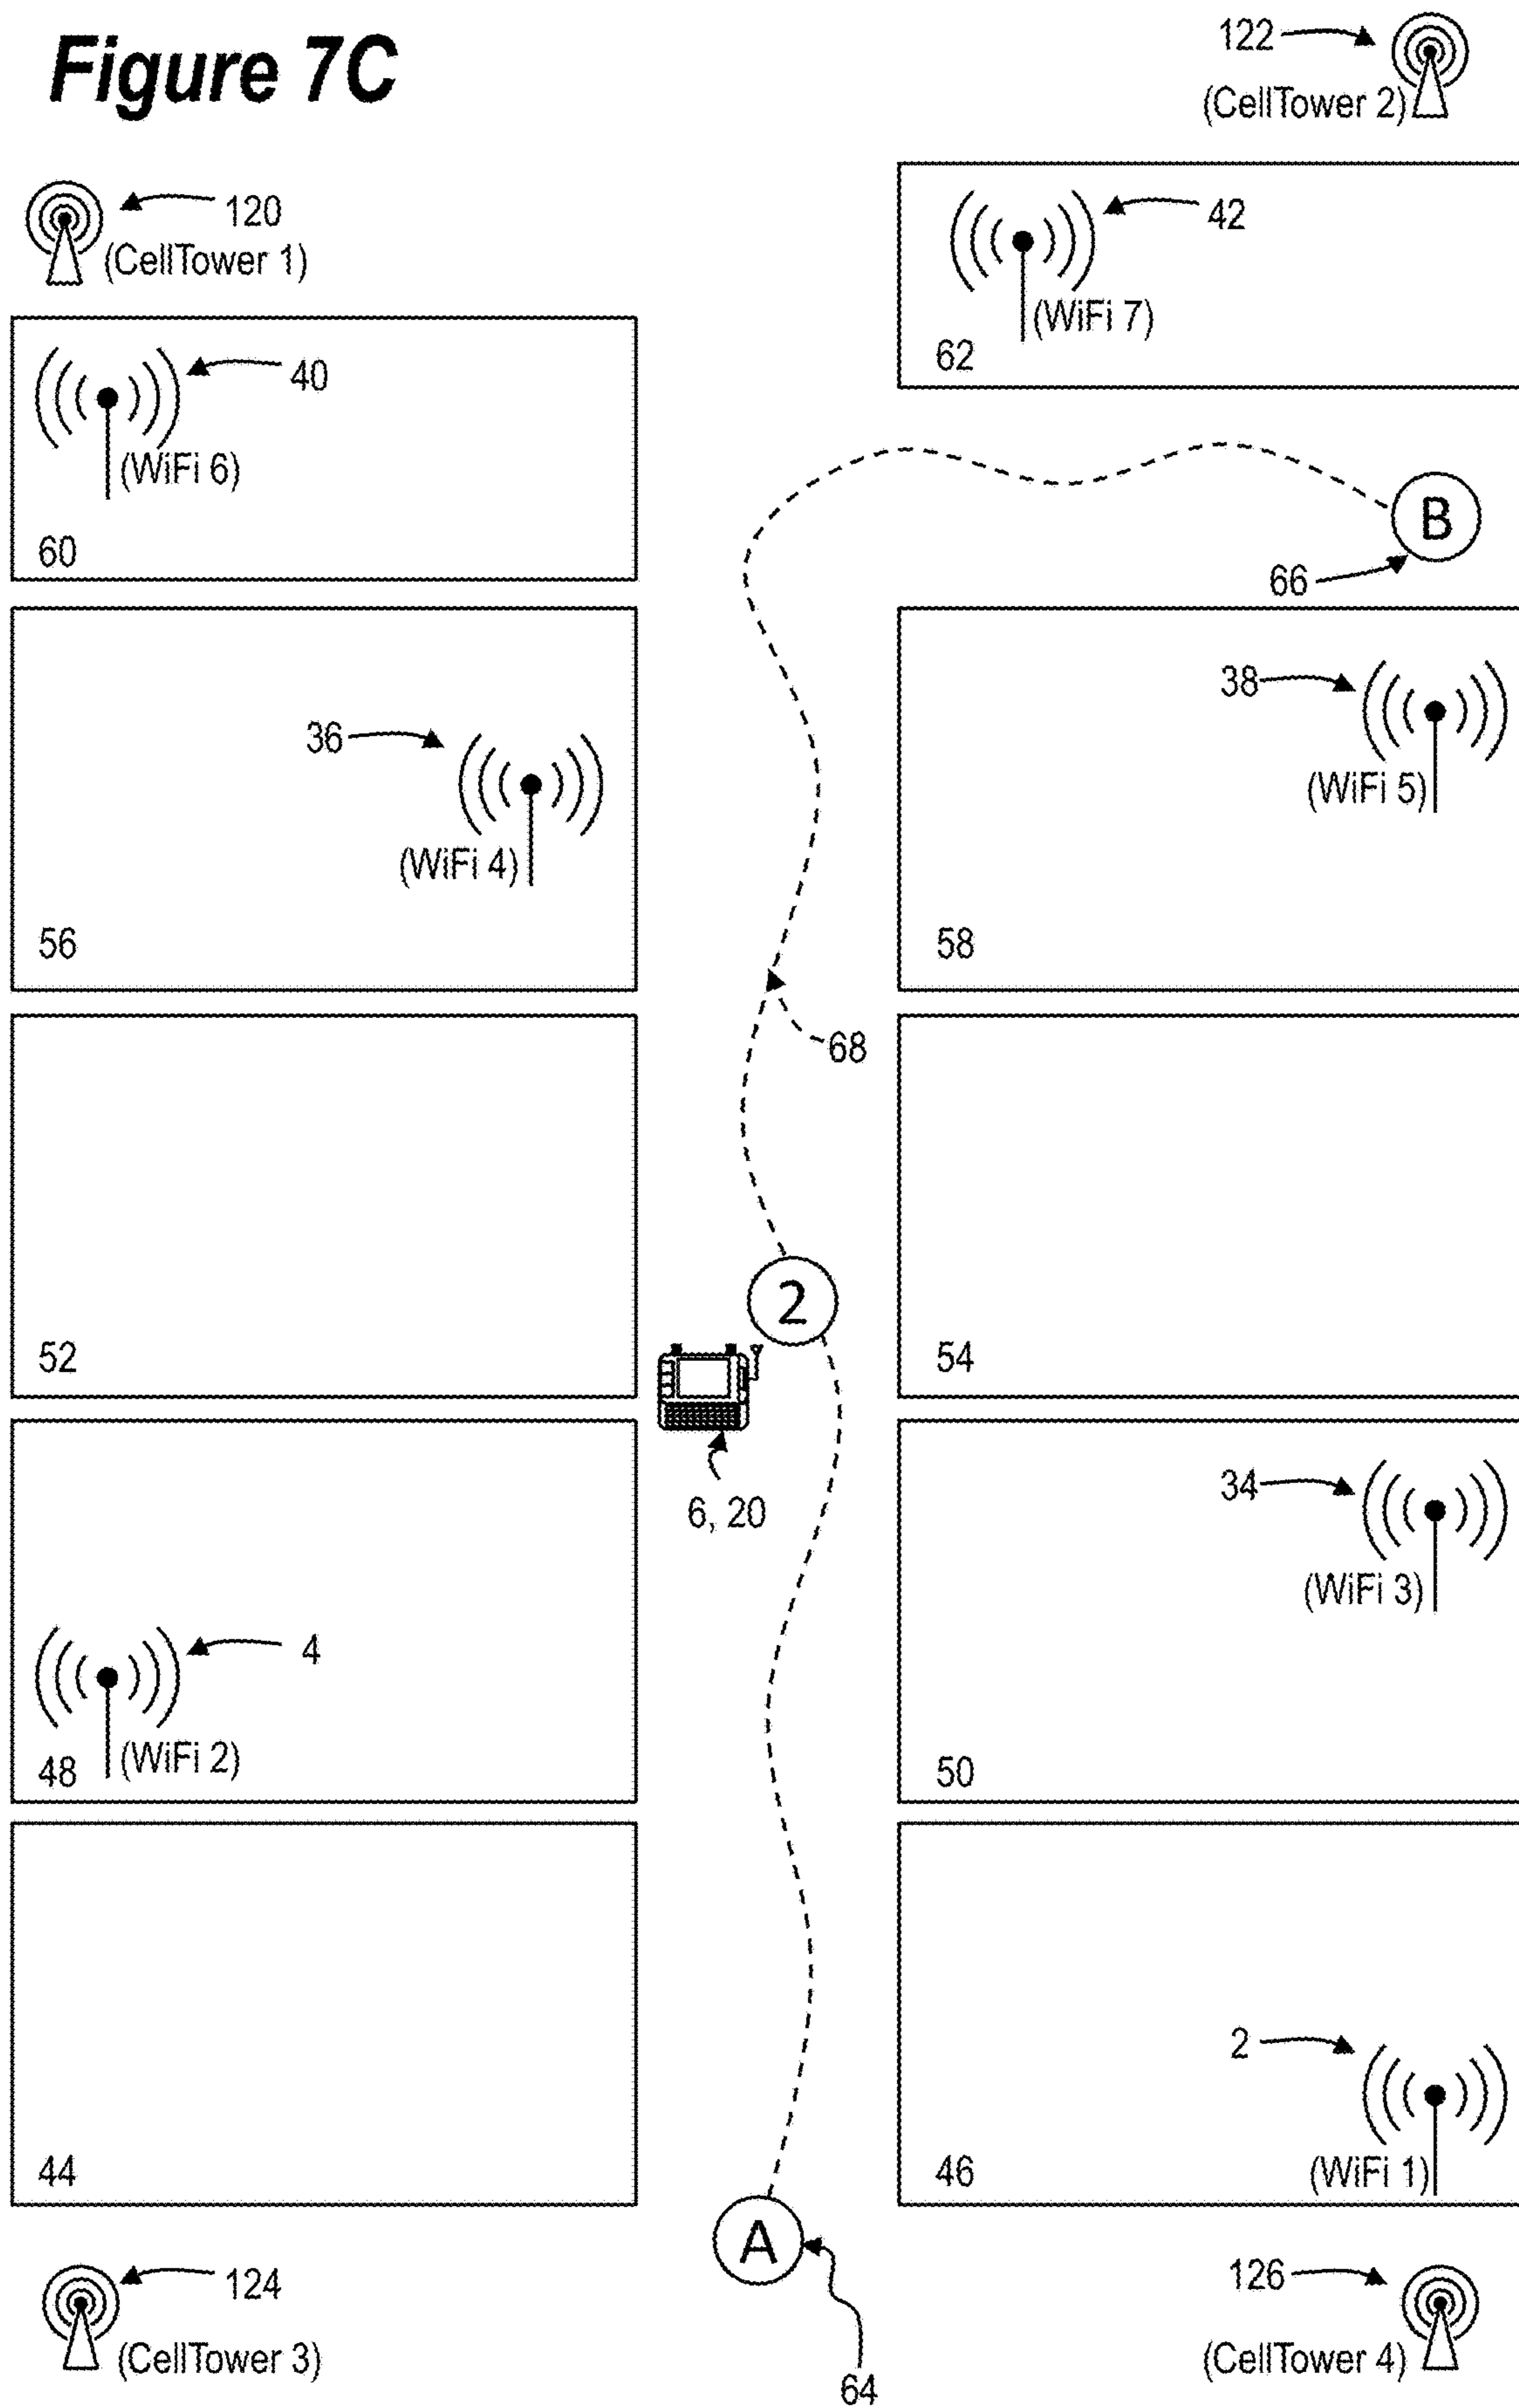 Figure 7C
122
(CellTower 2)
120
(CellTower 1)
42
(WiFi 7)
62
40
(WiFi 6)
60
B
66
38
(WiFi 5)
36
(WiFi 4)
56
58
68
2
52
54
6, 20
34
(WiFi 3)
4
(WiFi 2)
48
50
2
44
46
(WiFi 1)
A
124
(CellTower 3)
126
(CellTower 4)
64